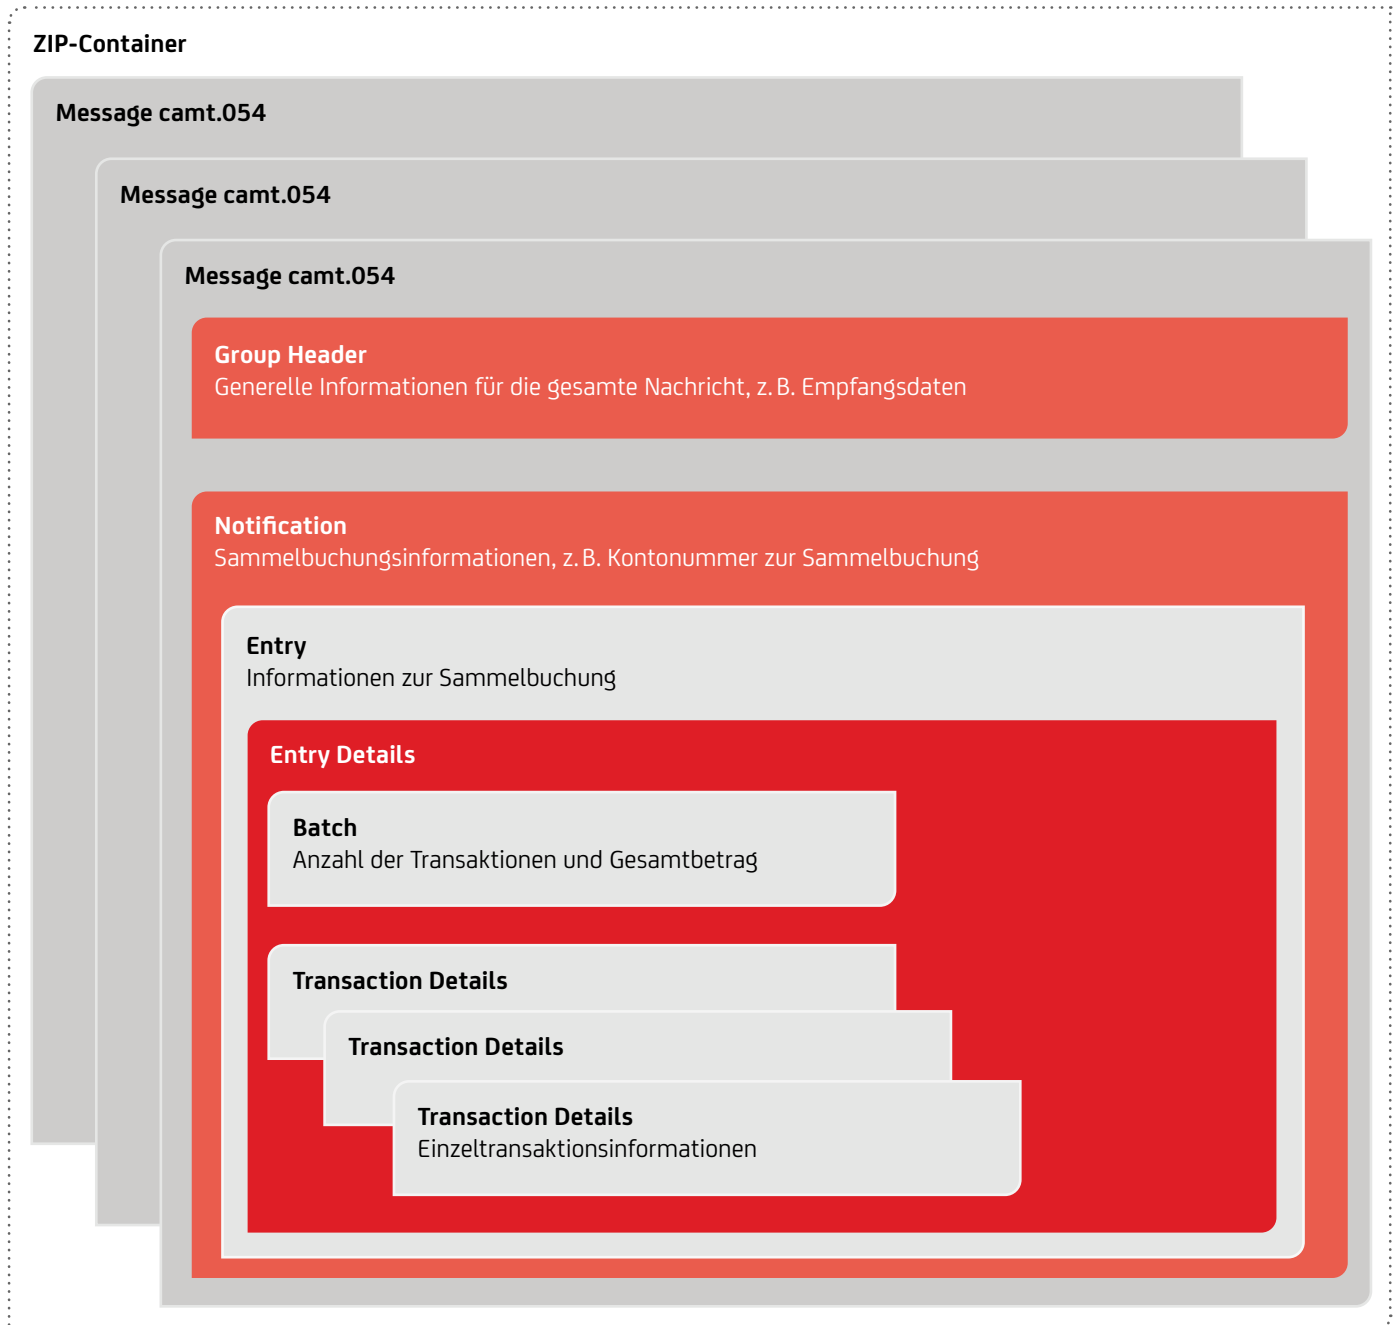 ZIP-Container
Message camt.054
Message camt.054
Message camt.054
Group Header
Generelle Informationen für die gesamte Nachricht, z. B. Empfangsdaten
Notification
Sammelbuchungsinformationen, z. B. Kontonummer zur Sammelbuchung
Entry
Informationen zur Sammelbuchung
Entry Details
Batch
Anzahl der Transaktionen und Gesamtbetrag
Transaction Details
Transaction Details
Transaction Details
Einzeltransaktionsinformationen